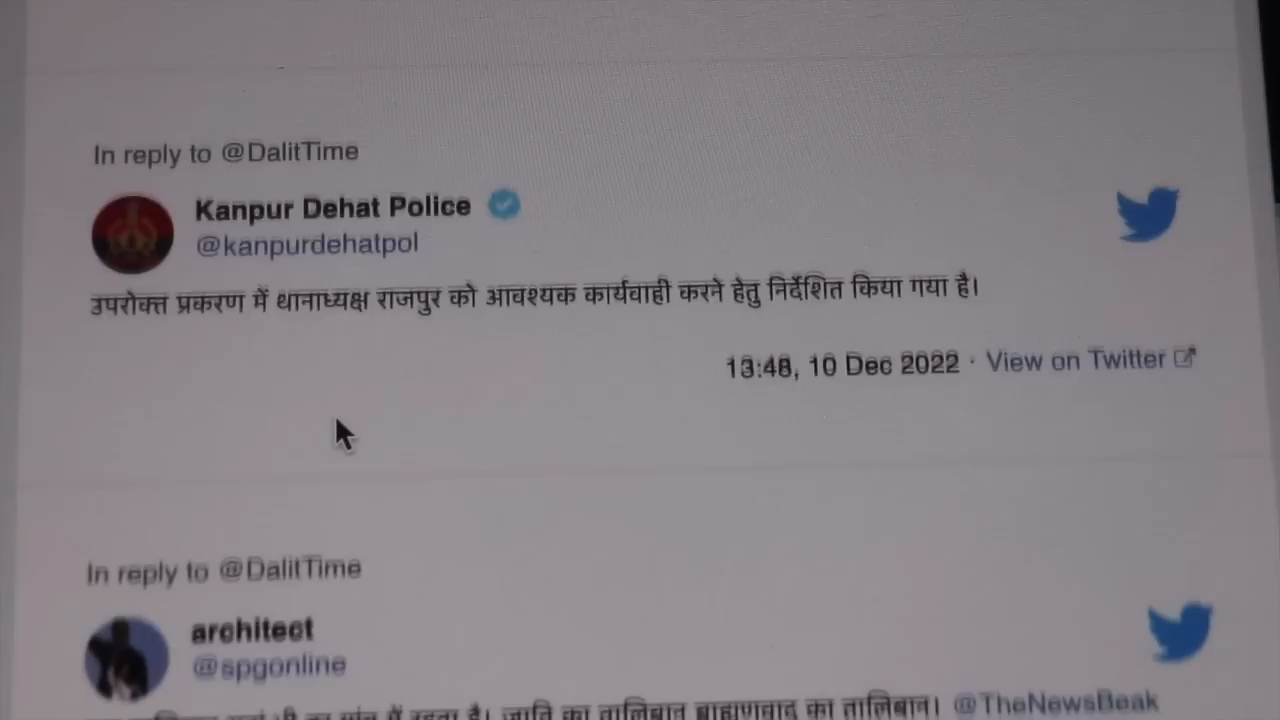 In reply to @DalitTime
Kanpur Dehat Police
@kanpurdehatpol
उपरोक्त प्रकरण में थानाध्यक्ष राजपुर को आवश्यक कार्यवाही करने हेतु निर्देशित किया गया है।
13:48, 10 Dec 2022 · View on Twitter
In reply to @DalitTime
architect
@spgonline
में रहता है। जाति का तालिबान ब्राह्मणवाद का तालिबान। @TheNewsBeak